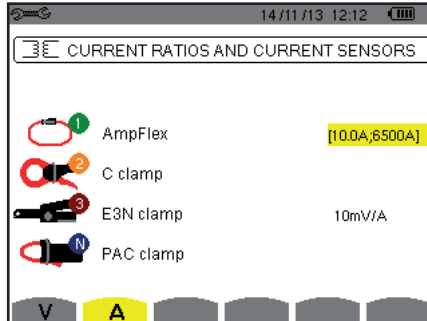 14/11/13 12:12
CURRENT RATIOS AND CURRENT SENSORS
1 AmpFlex [10.0A;6500A]
2 C clamp
3 E3N clamp 10mV/A
N PAC clamp
V A